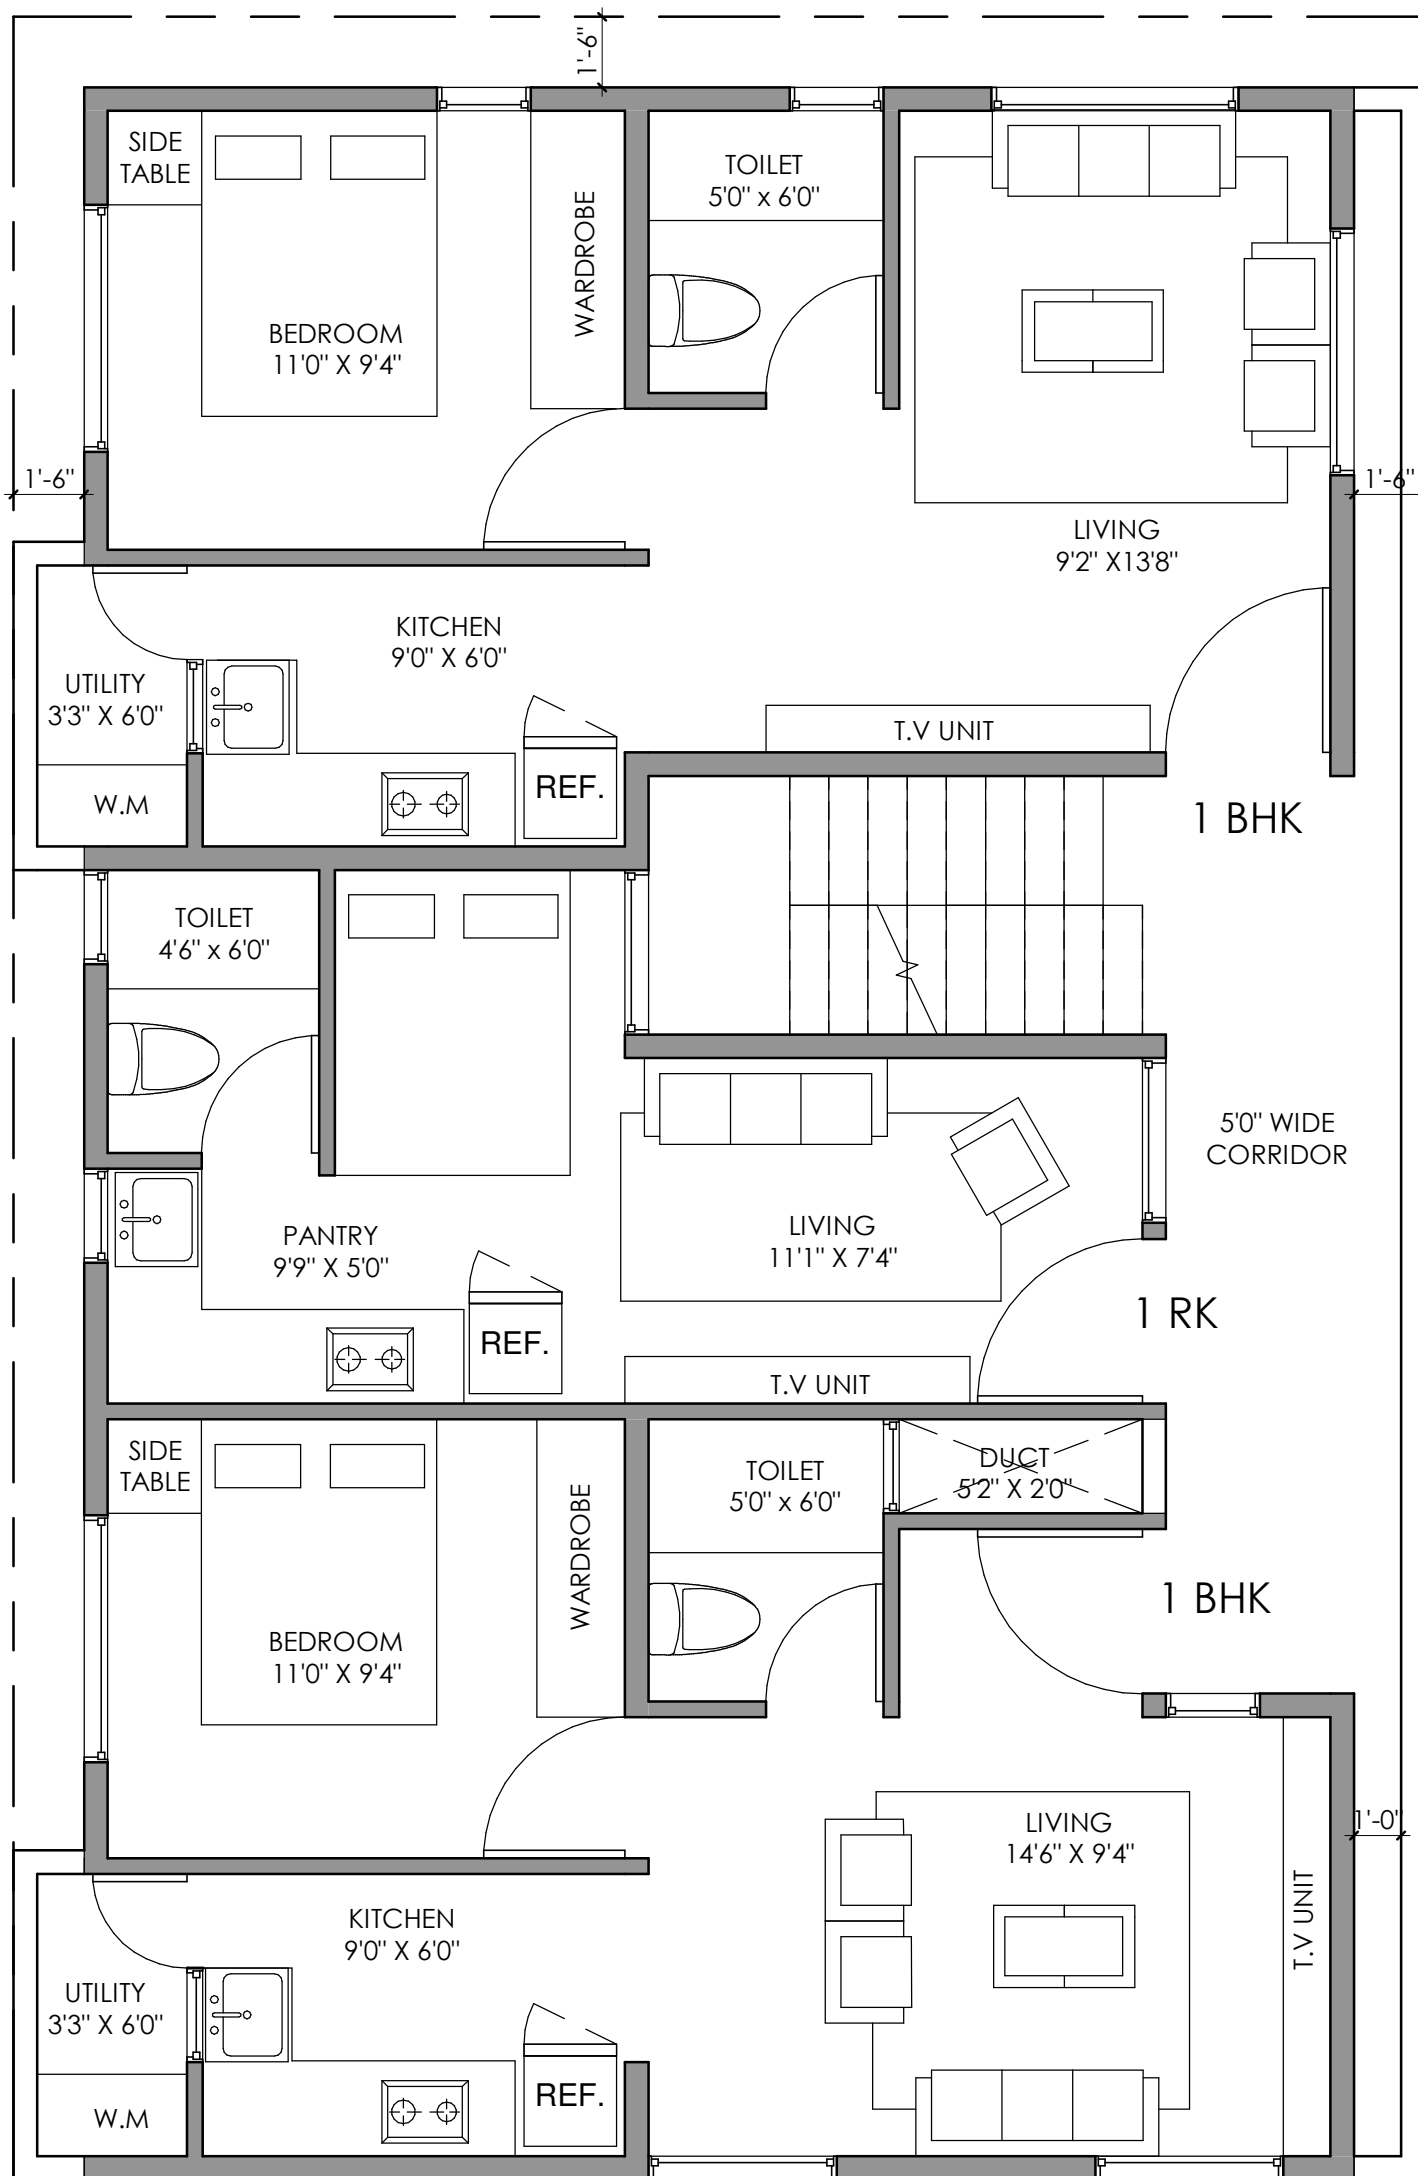 1'-6"
SIDE
TABLE
TOILET
5'0" x 6'0"
WARDROBE
BEDROOM
11'0" X 9'4"
1'-6"
1'-6"
LIVING
9'2" X13'8"
KITCHEN
9'0" X 6'0"
UTILITY
3'3" X 6'0"
T.V UNIT
REF.
W.M
1 BHK
TOILET
4'6" x 6'0"
5'0" WIDE
CORRIDOR
PANTRY
9'9" X 5'0"
LIVING
11'1" X 7'4"
1 RK
REF.
T.V UNIT
SIDE
TABLE
TOILET
5'0" x 6'0"
DUCT
5'2" X 2'0"
WARDROBE
1 BHK
BEDROOM
11'0" X 9'4"
LIVING
14'6" X 9'4"
1'-0"
T.V UNIT
KITCHEN
9'0" X 6'0"
UTILITY
3'3" X 6'0"
REF.
W.M